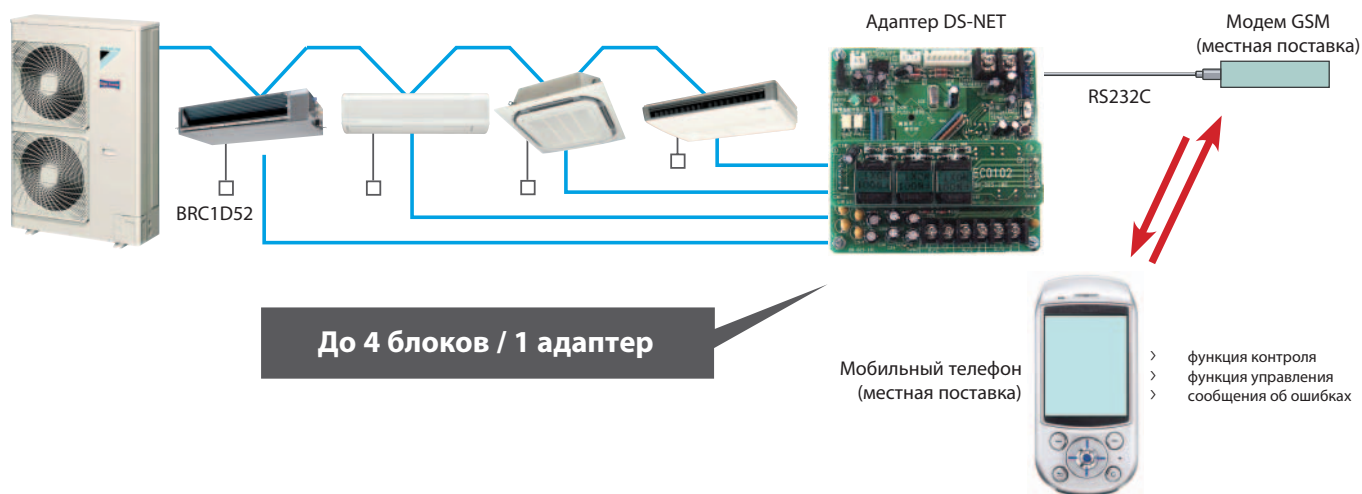 Адаптер DS-NET
Модем GSM
(местная поставка)
RS232C
BRC1D52
C0102
До 4 блоков / 1 адаптер
Мобильный телефон
(местная поставка)
› функция контроля
› функция управления
› сообщения об ошибках